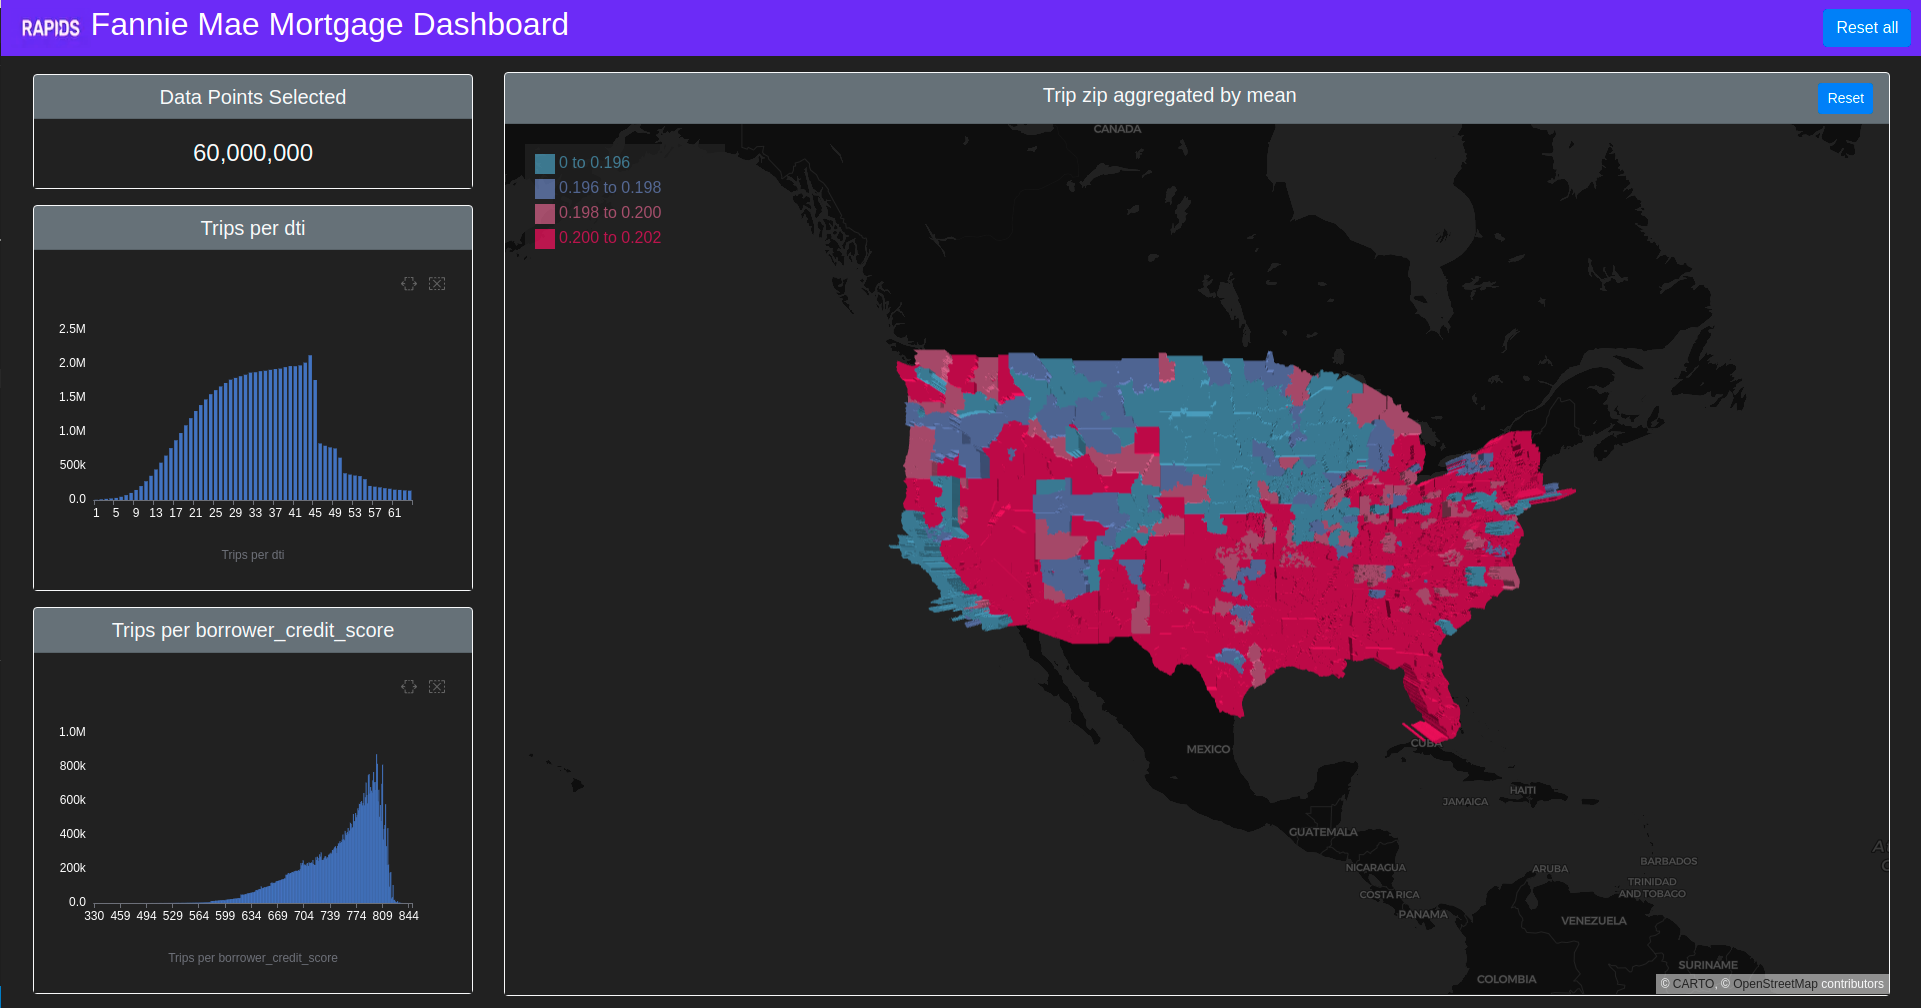 RAPIDS Fannie Mae Mortgage Dashboard
Reset all
Data Points Selected
60,000,000
Trips per dti
2.5M
2.0M
1.5M
1.0M
500k
0.0
1 5 9 13 17 21 25 29 33 37 41 45 49 53 57 61
Trips per dti
Trips per borrower_credit_score
1.0M
800k
600k
400k
200k
0.0
330 459 494 529 564 599 634 669 704 739 774 809 844
Trips per borrower_credit_score
Trip zip aggregated by mean
Reset
0 to 0.196
0.196 to 0.198
0.198 to 0.200
0.200 to 0.202
CANADA
MEXICO
CUBA
HAITI
JAMAICA
GUATEMALA
NICARAGUA
COSTA RICA
PANAMA
ARUBA
BARBADOS
TRINIDAD
AND TOBAGO
VENEZUELA
SURINAME
COLOMBIA
© CARTO, © OpenStreetMap contributors